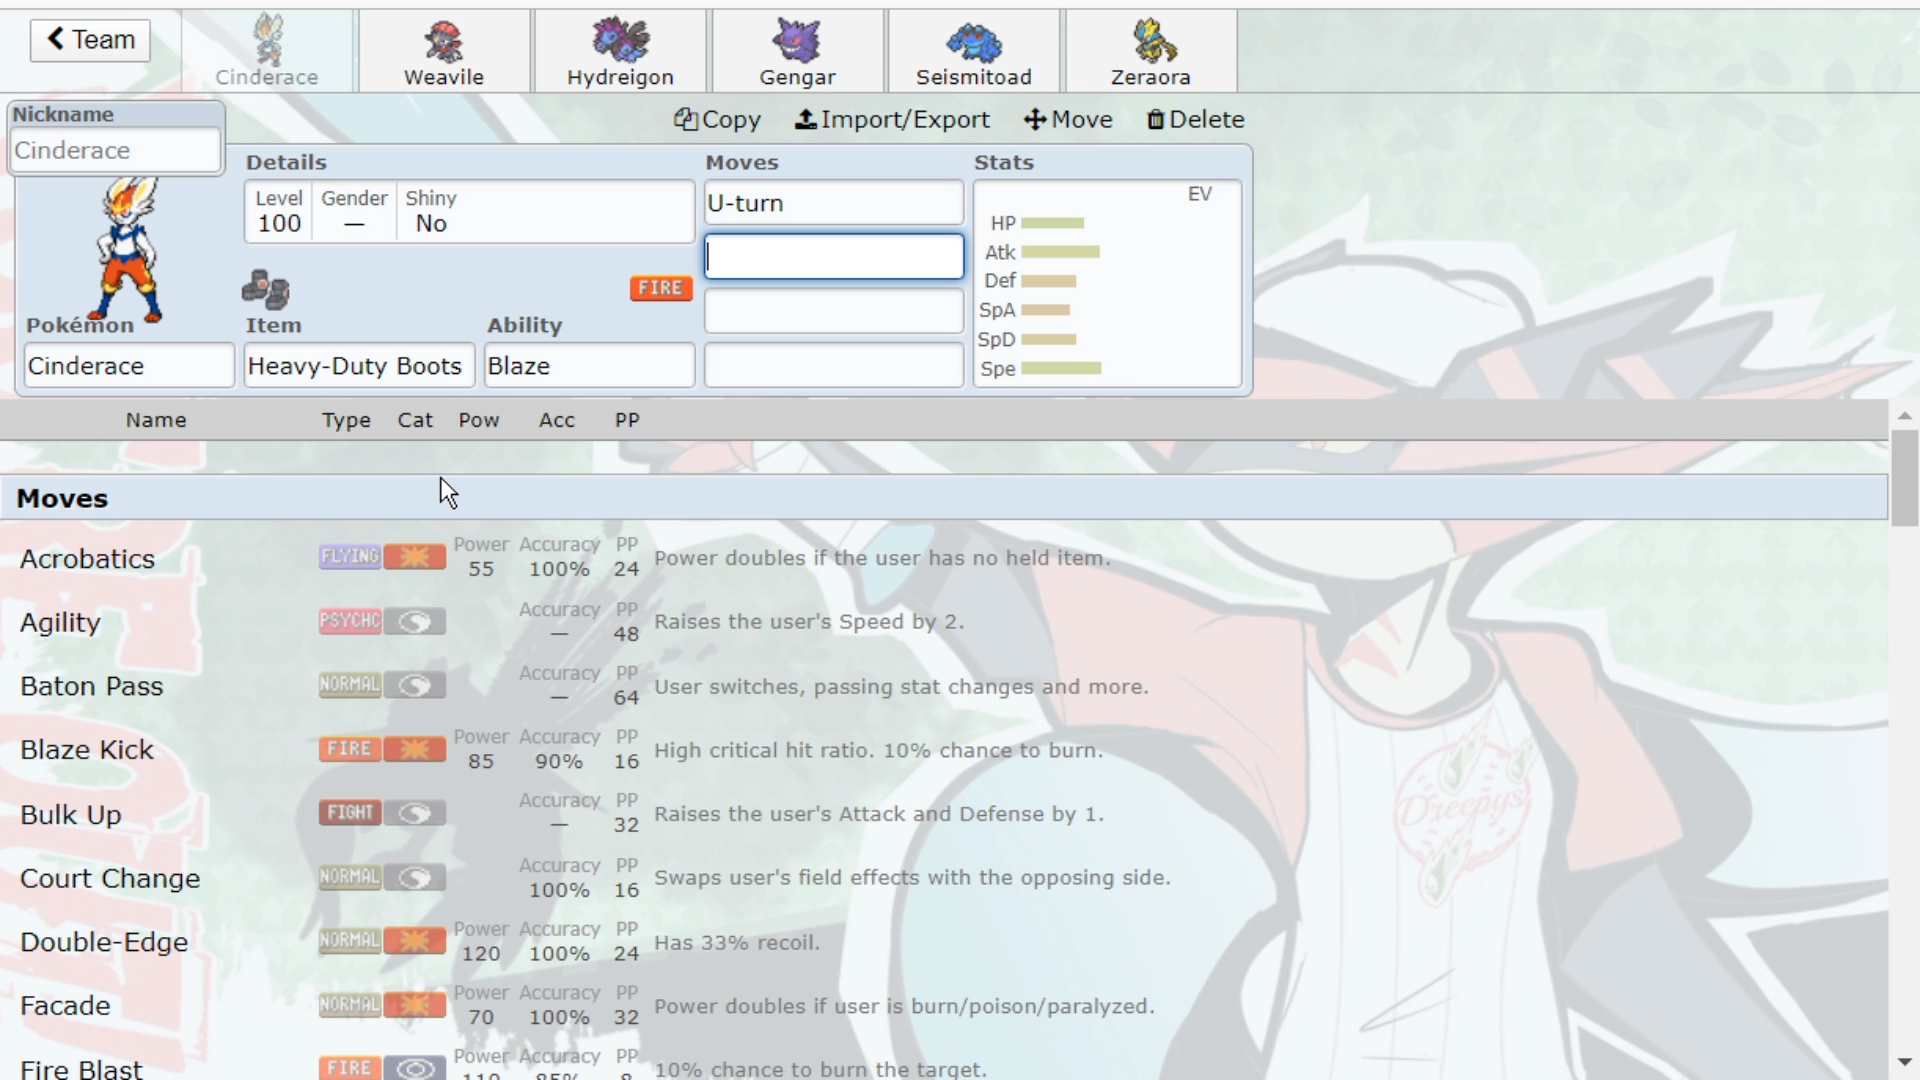 Team
Cinderace
Weavile
Hydreigon
Gengar
Seismitoad
Zeraora
Nickname
Cinderace
Copy
Import/Export
Move
Delete
Details
Level
100
Gender
—
Shiny
No
FIRE
Pokémon
Cinderace
Item
Heavy-Duty Boots
Ability
Blaze
Moves
U-turn
Stats
EV
HP
Atk
Def
SpA
SpD
Spe
Name Type Cat Pow Acc PP
Moves
Acrobatics FLYING Power 55 Accuracy 100% PP 24 Power doubles if the user has no held item.
Agility PSYCHC Accuracy — PP 48 Raises the user's Speed by 2.
Baton Pass NORMAL Accuracy — PP 64 User switches, passing stat changes and more.
Blaze Kick FIRE Power 85 Accuracy 90% PP 16 High critical hit ratio. 10% chance to burn.
Bulk Up FIGHT Accuracy — PP 32 Raises the user's Attack and Defense by 1.
Court Change NORMAL Accuracy 100% PP 16 Swaps user's field effects with the opposing side.
Double-Edge NORMAL Power 120 Accuracy 100% PP 24 Has 33% recoil.
Facade NORMAL Power 70 Accuracy 100% PP 32 Power doubles if user is burn/poison/paralyzed.
Fire Blast FIRE Power 110 Accuracy 85% PP 8 10% chance to burn the target.
Dreepys